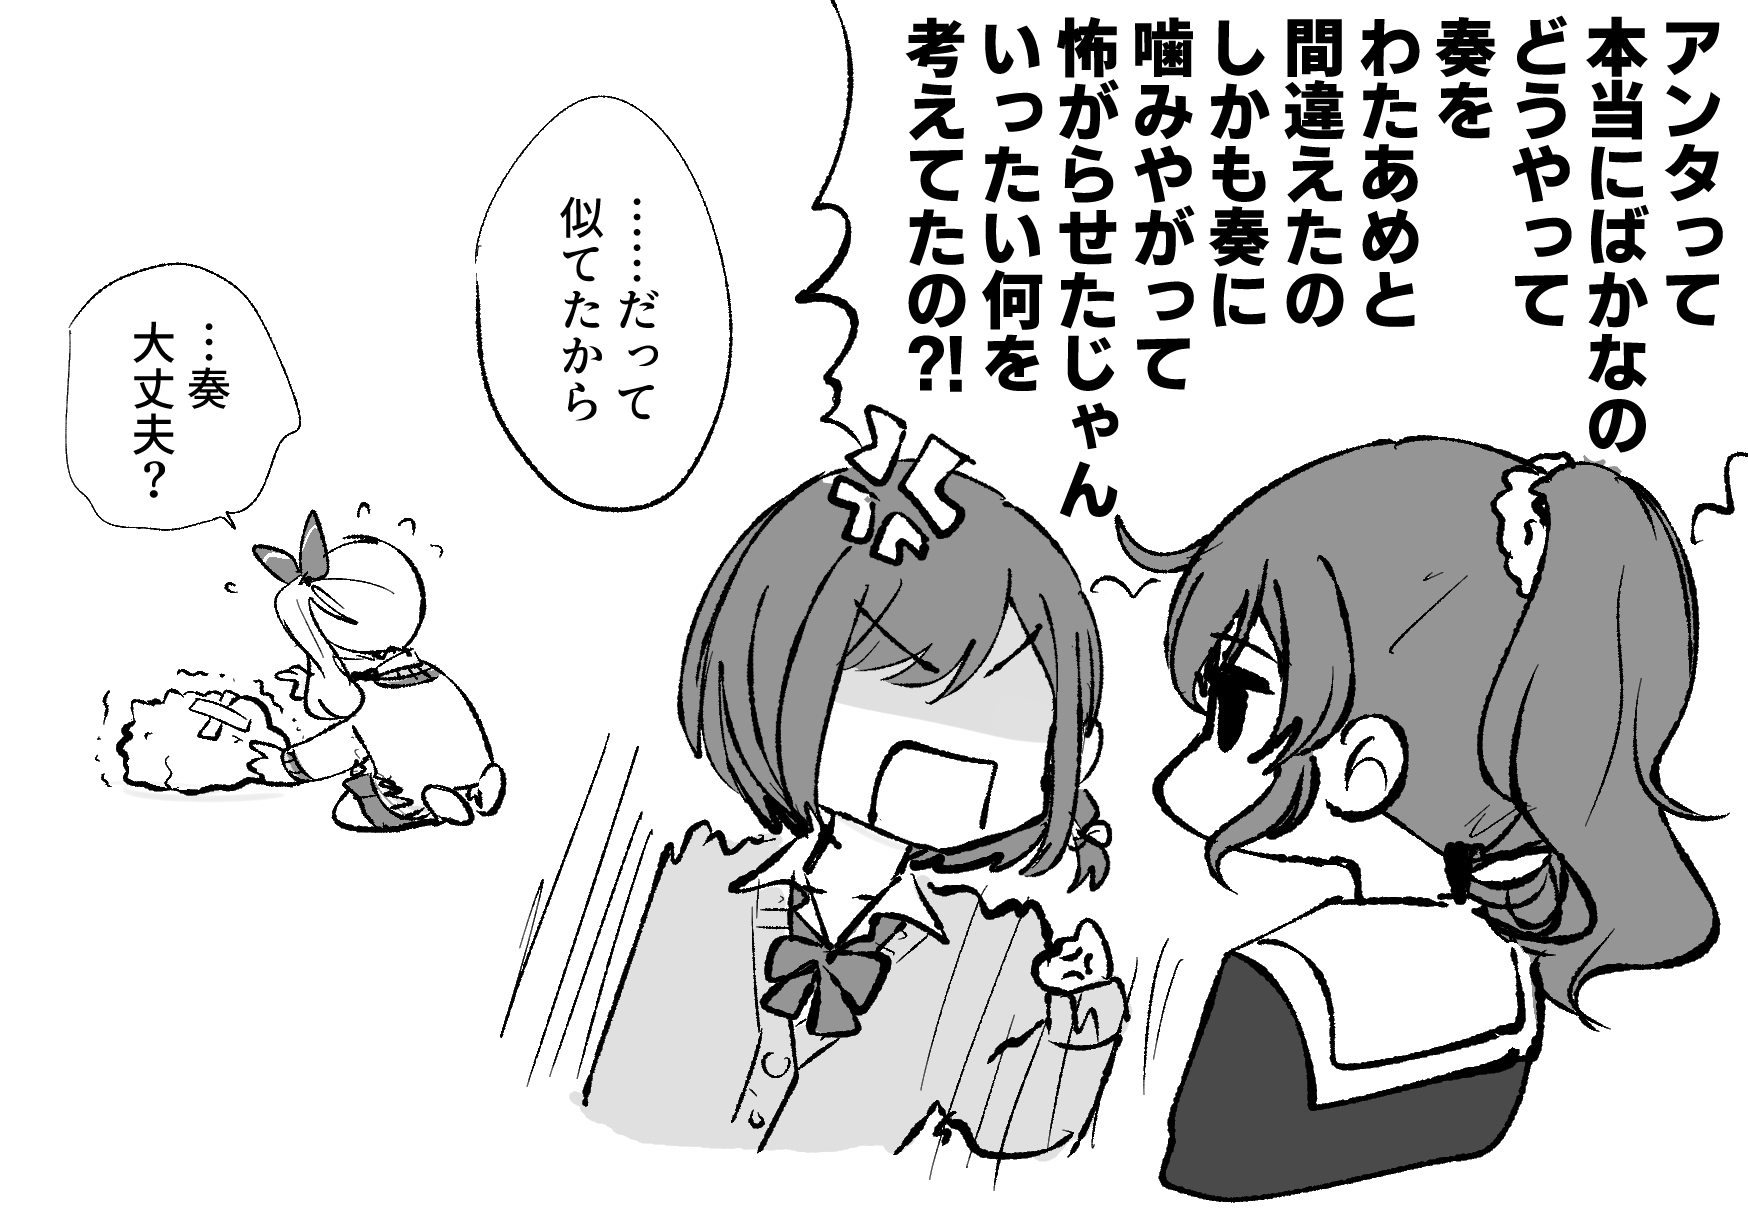 アンタって
本当にばかなの
どうやって
奏を
わたあめと
間違えたの
しかも奏に
噛みやがって
怖がらせたじゃん
いったい何を
考えてたの?!
……だって
似てたから
…奏
大丈夫？